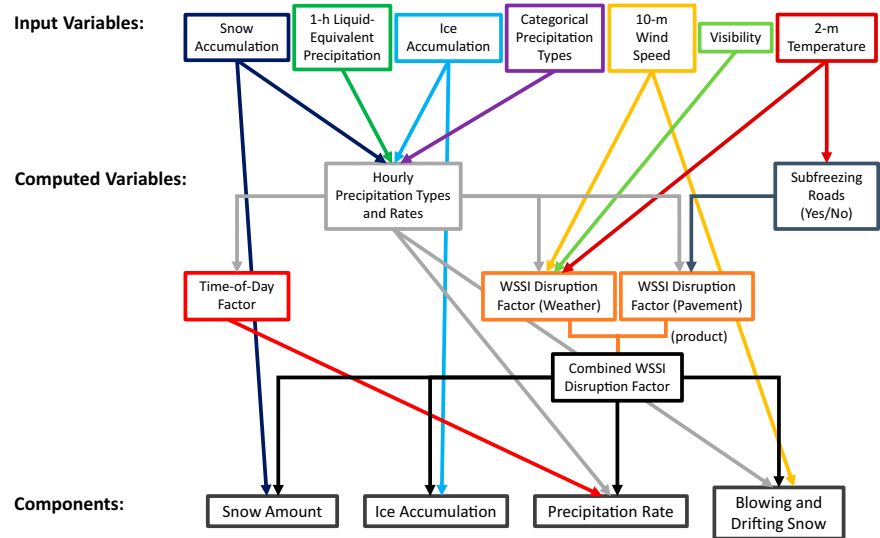 Input Variables:
Snow
Accumulation
1-h Liquid-
Equivalent
Precipitation
Ice
Accumulation
Categorical
Precipitation
Types
10-m
Wind
Speed
Visibility
2-m
Temperature
Computed Variables:
Hourly
Precipitation Types
and Rates
Subfreezing
Roads
(Yes/No)
Time-of-Day
Factor
WSSI Disruption
Factor (Weather)
WSSI Disruption
Factor (Pavement)
(product)
Combined WSSI
Disruption Factor
Components:
Snow Amount
Ice Accumulation
Precipitation Rate
Blowing and
Drifting Snow